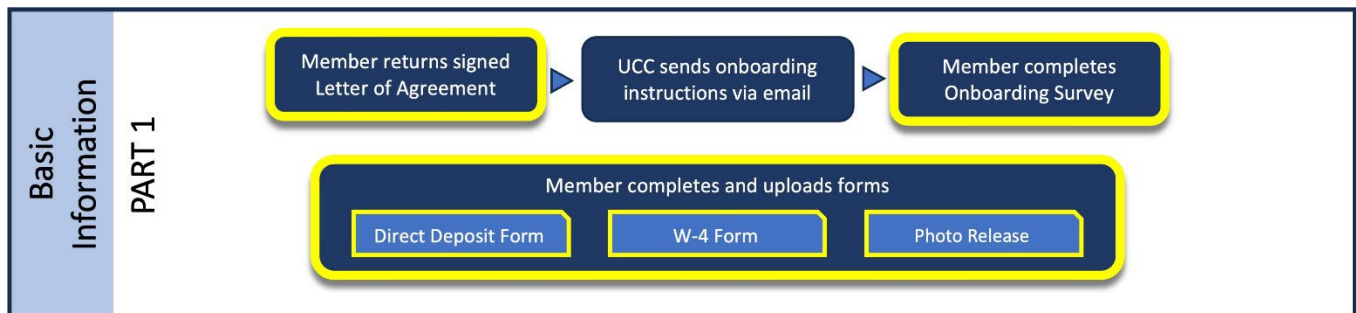 Basic
Information
PART 1
Member returns signed
Letter of Agreement
UCC sends onboarding
instructions via email
Member completes
Onboarding Survey
Member completes and uploads forms
Direct Deposit Form
W-4 Form
Photo Release